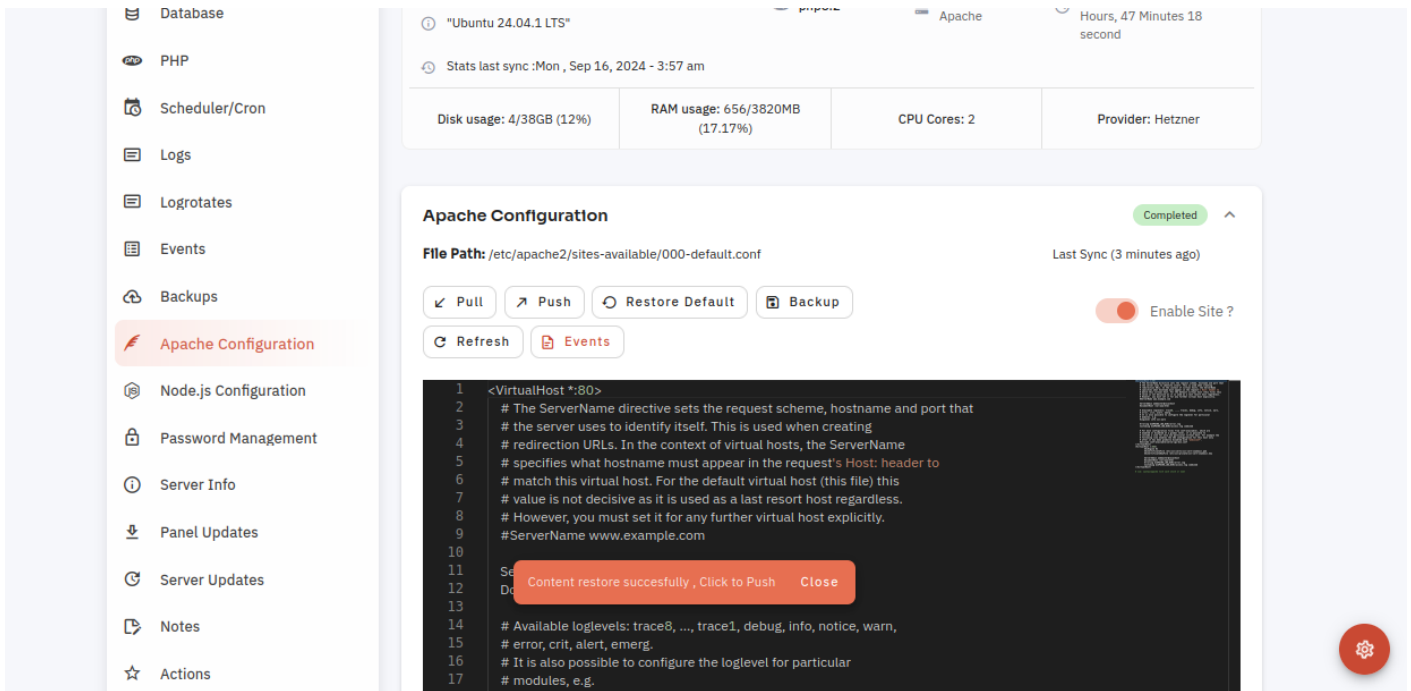 Database
PHP
Scheduler/Cron
Logs
Logrotates
Events
Backups
Apache Configuration
Node.js Configuration
Password Management
Server Info
Panel Updates
Server Updates
Notes
Actions
"Ubuntu 24.04.1 LTS"
Apache
Hours, 47 Minutes 18
second
Stats last sync :Mon , Sep 16, 2024 - 3:57 am
Disk usage: 4/38GB (12%)
RAM usage: 656/3820MB
(17.17%)
CPU Cores: 2
Provider: Hetzner
Apache Configuration
Completed
File Path: /etc/apache2/sites-available/000-default.conf
Last Sync (3 minutes ago)
Pull
Push
Restore Default
Backup
Enable Site ?
Refresh
Events
1 <VirtualHost *:80>
2 # The ServerName directive sets the request scheme, hostname and port that
3 # the server uses to identify itself. This is used when creating
4 # redirection URLs. In the context of virtual hosts, the ServerName
5 # specifies what hostname must appear in the request's Host: header to
6 # match this virtual host. For the default virtual host (this file) this
7 # value is not decisive as it is used as a last resort host regardless.
8 # However, you must set it for any further virtual host explicitly.
9 #ServerName www.example.com
10
11 Se
12 Do
13
14 # Available loglevels: trace8, ..., trace1, debug, info, notice, warn,
15 # error, crit, alert, emerg.
16 # It is also possible to configure the loglevel for particular
17 # modules, e.g.
Content restore succesfully , Click to Push Close